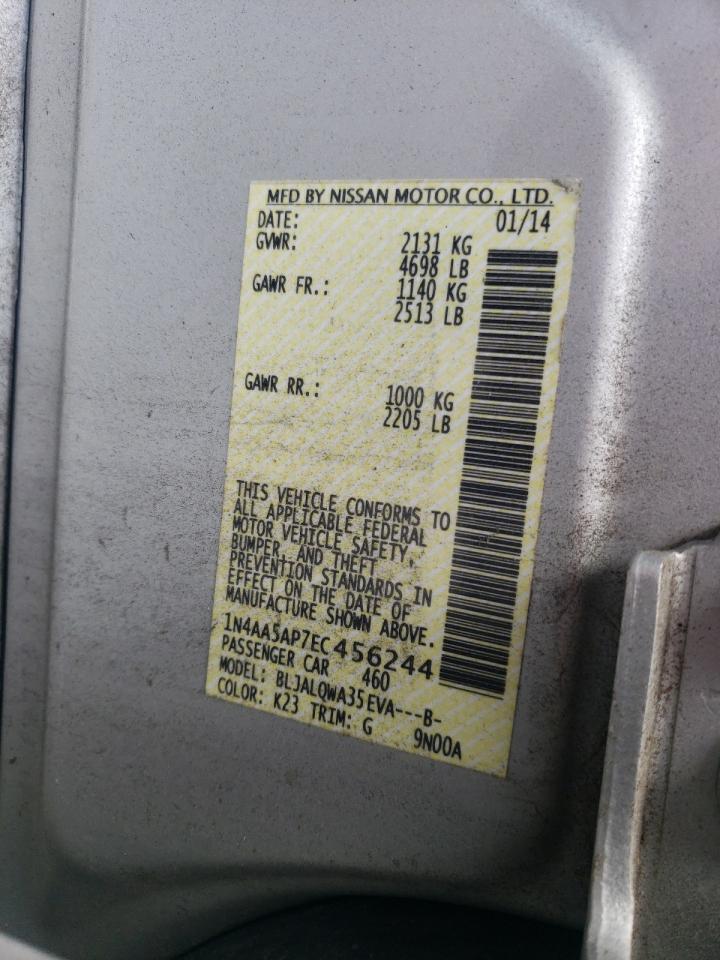 MFD BY NISSAN MOTOR CO., LTD.
DATE: 01/14
GVWR: 2131 KG
4698 LB
GAWR FR.: 1140 KG
2513 LB
GAWR RR.: 1000 KG
2205 LB
THIS VEHICLE CONFORMS TO
ALL APPLICABLE FEDERAL
MOTOR VEHICLE SAFETY,
BUMPER, AND THEFT
PREVENTION STANDARDS IN
EFFECT ON THE DATE OF
MANUFACTURE SHOWN ABOVE.
1N4AA5AP7EC456244
PASSENGER CAR 460
MODEL: BLJALQWA35EVA---B-
COLOR: K23 TRIM: G 9N00A